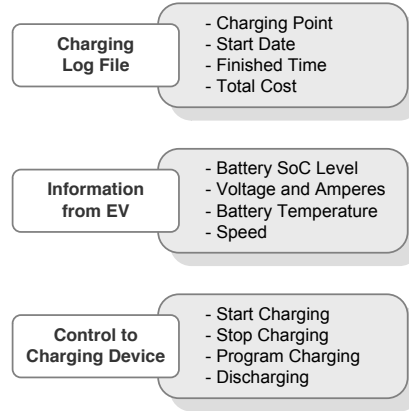 Charging
Log File
- Charging Point
- Start Date
- Finished Time
- Total Cost
Information
from EV
- Battery SoC Level
- Voltage and Amperes
- Battery Temperature
- Speed
Control to
Charging Device
- Start Charging
- Stop Charging
- Program Charging
- Discharging